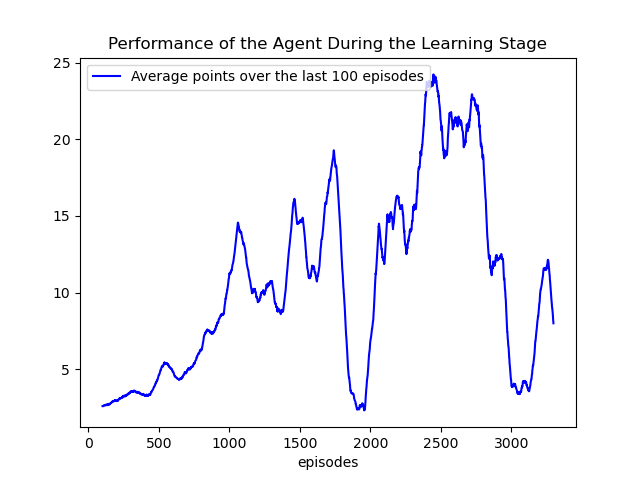 Performance of the Agent During the Learning Stage
Average points over the last 100 episodes
25
20
15
10
5
0 500 1000 1500 2000 2500 3000
episodes